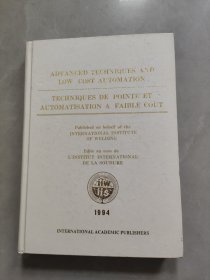 ADVANCED TECHNIQUES AND
LOW COST AUTOMATION
TECHNIQUES DE POINTE ET
AUTOMATISATION A FAIBLE COUT
Published on behalf of the
INTERNATIONAL INSTITUTE
OF WELDING
Edité au nom de
L'INSTITUT INTERNATIONAL
DE LA SOUDURE
iiw
iis
1994
INTERNATIONAL ACADEMIC PUBLISHERS